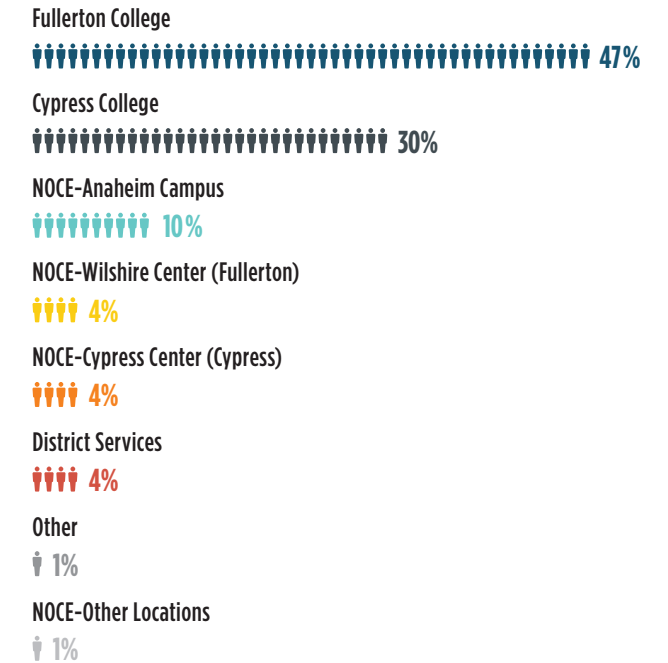 Fullerton College
47%
Cypress College
30%
NOCE-Anaheim Campus
10%
NOCE-Wilshire Center (Fullerton)
4%
NOCE-Cypress Center (Cypress)
4%
District Services
4%
Other
1%
NOCE-Other Locations
1%